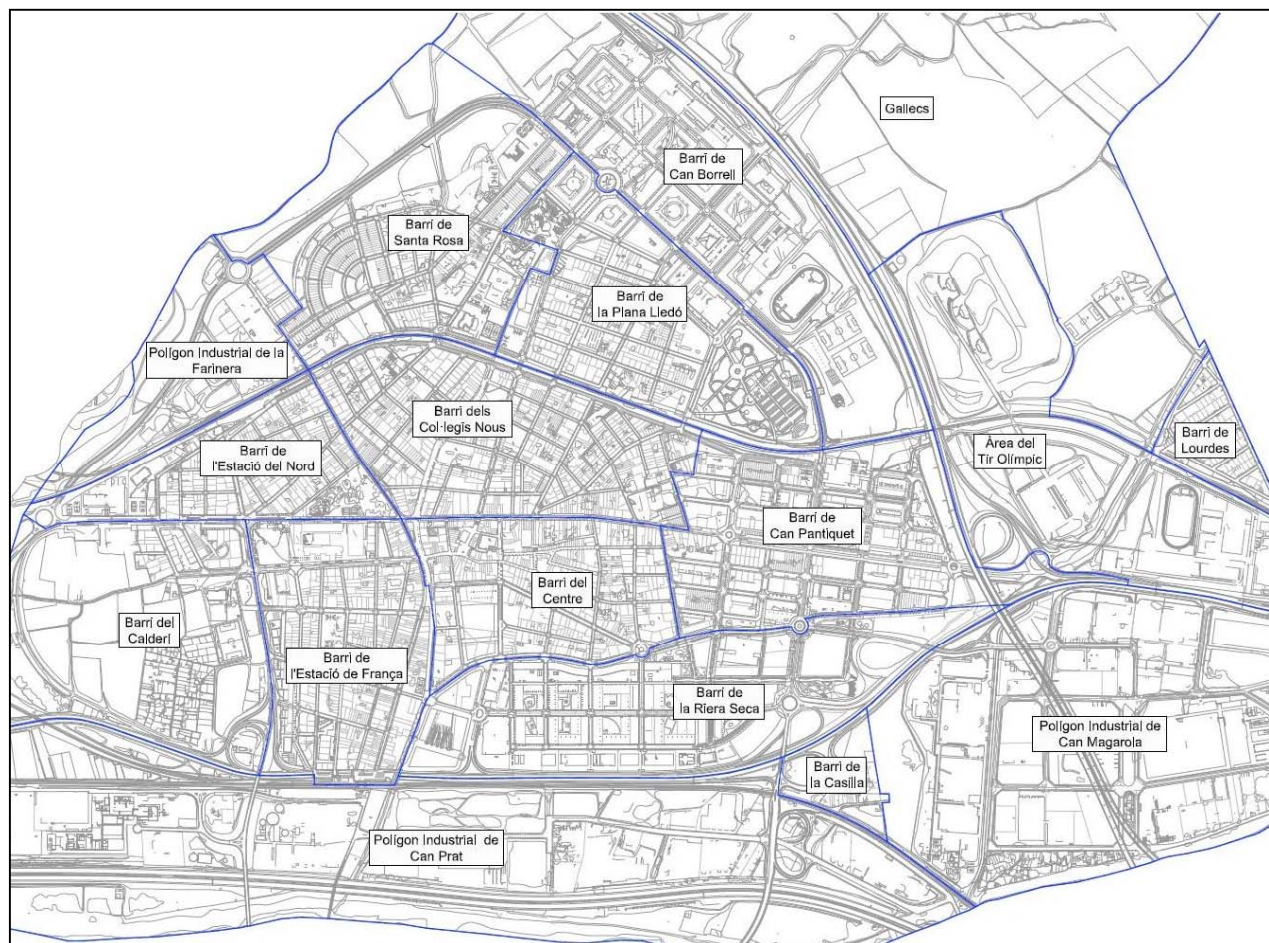 Gallecs
Barri de
Can Borrell
Barri de
Santa Rosa
Barri de
la Plana Lledó
Polígon Industrial de la
Farinera
Barri dels
Col·legis Nous
Barri de
l'Estació del Nord
Àrea del
Tir Olímpic
Barri de
Lourdes
Barri de
Can Pantiquet
Barri del
Centre
Barri del
Calderí
Barri de
l'Estació de França
Barri de
la Riera Seca
Polígon Industrial de
Can Magarola
Barri de
la Casilla
Polígon Industrial de
Can Prat